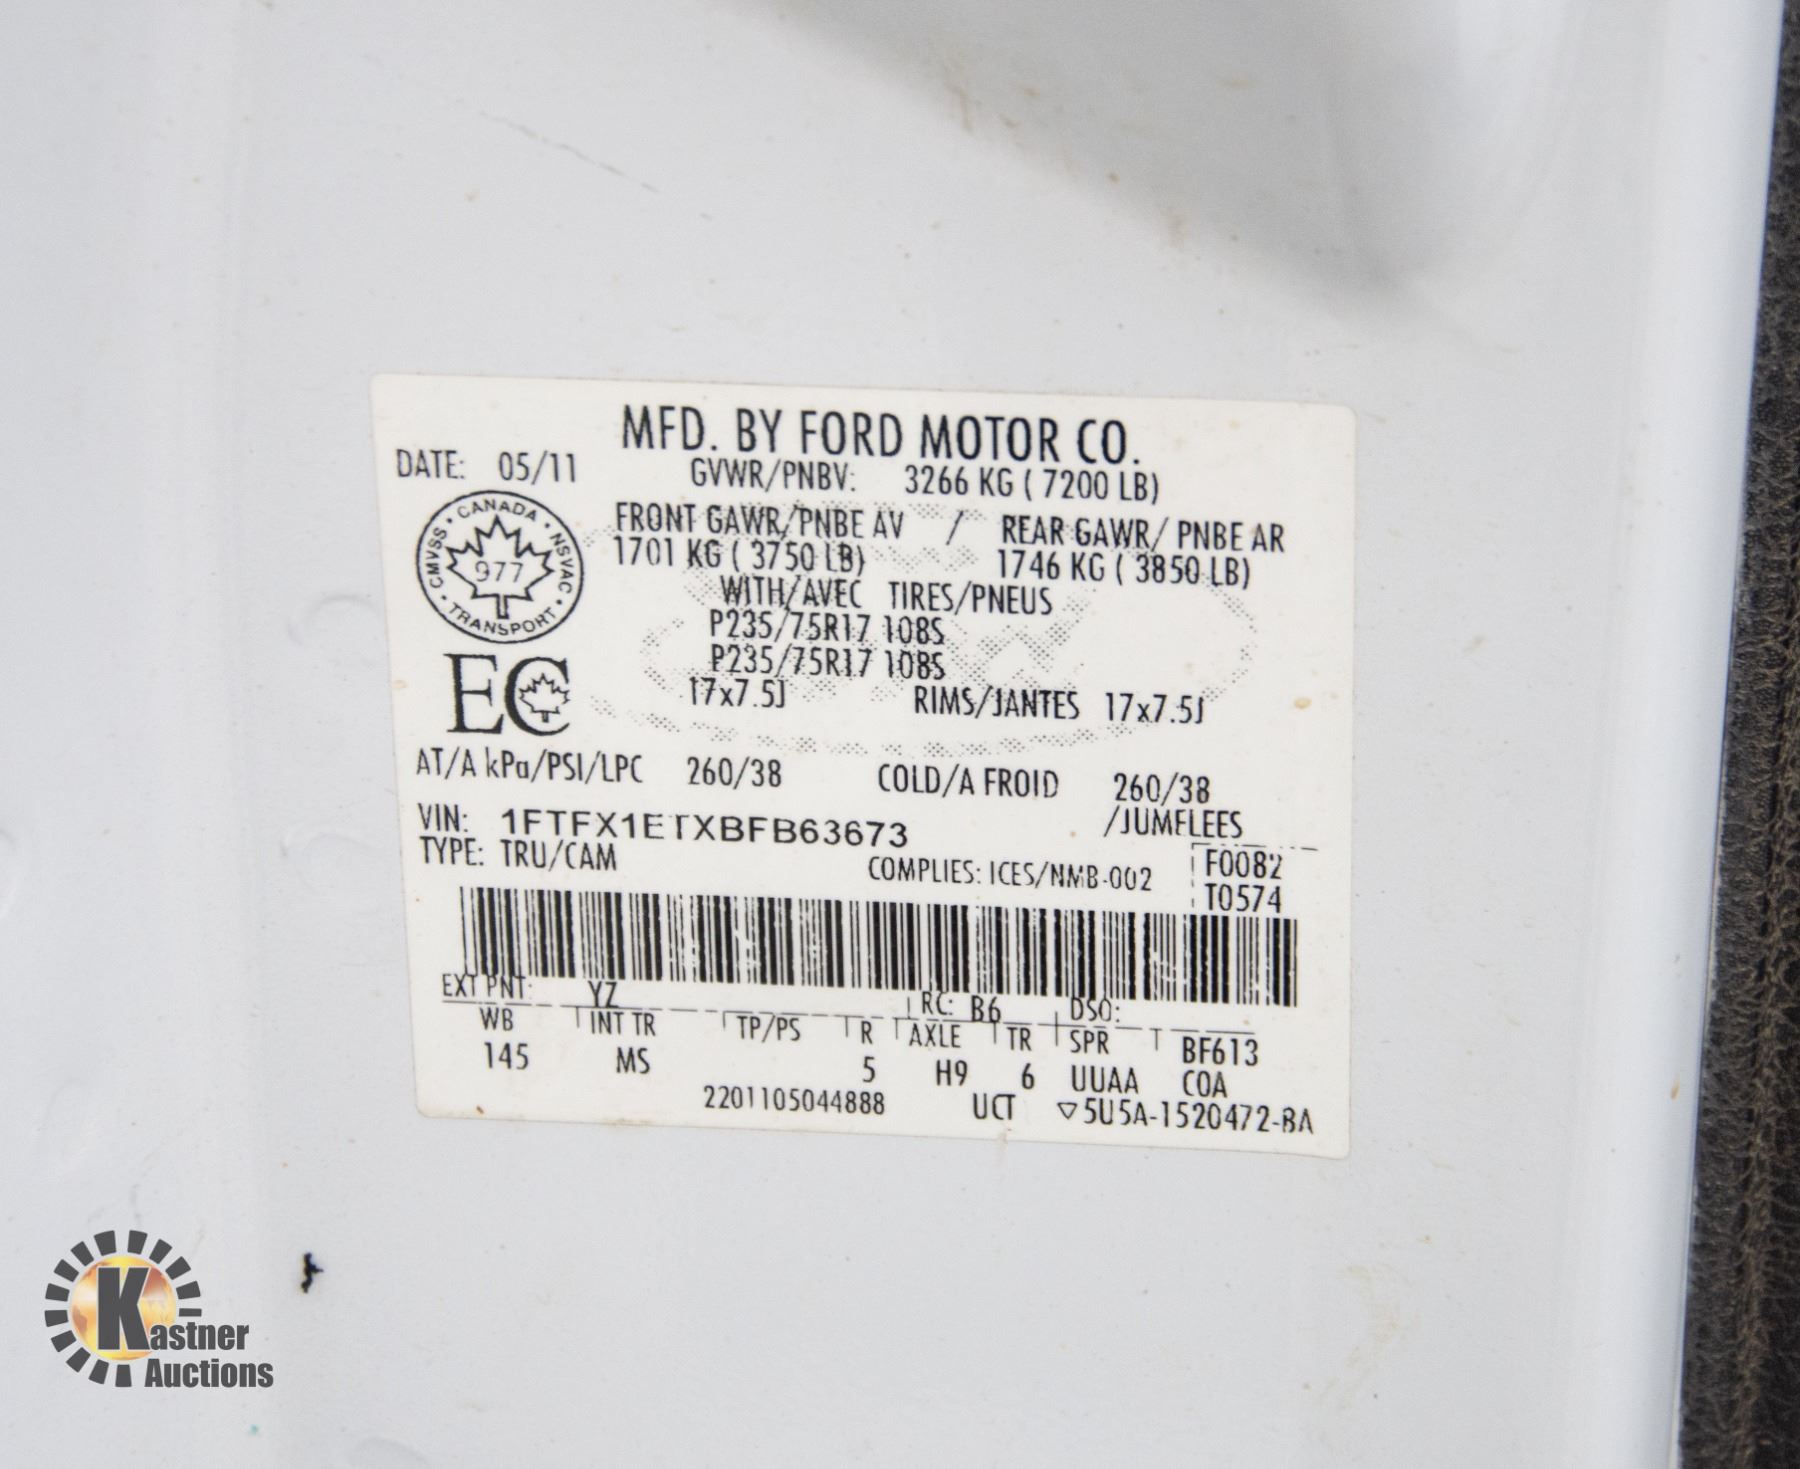 MFD. BY FORD MOTOR CO.
DATE: 05/11
GVWR/PNBV: 3266 KG ( 7200 LB)
FRONT GAWR/PNBE AV / REAR GAWR/ PNBE AR
1701 KG ( 3750 LB) 1746 KG ( 3850 LB)
WITH/AVEC TIRES/PNEUS
P235/75R17 108S
P235/75R17 108S
17x7.5J RIMS/JANTES 17x7.5J
CANADA · NSVAC · TRANSPORT · CMVSS
977
EC
AT/A kPa/PSI/LPC 260/38 COLD/A FROID 260/38
VIN: 1FTFX1ETXBFB63673 /JUMELEES
TYPE: TRU/CAM COMPLIES: ICES/NMB-002
F0082
T0574
EXT PNT: YZ RC: B6 DSO:
WB INT TR TP/PS R AXLE TR SPR BF613
145 MS 5 H9 6 UUAA COA
2201105044888 UCT ▽5U5A-1520472-BA
Kastner
Auctions